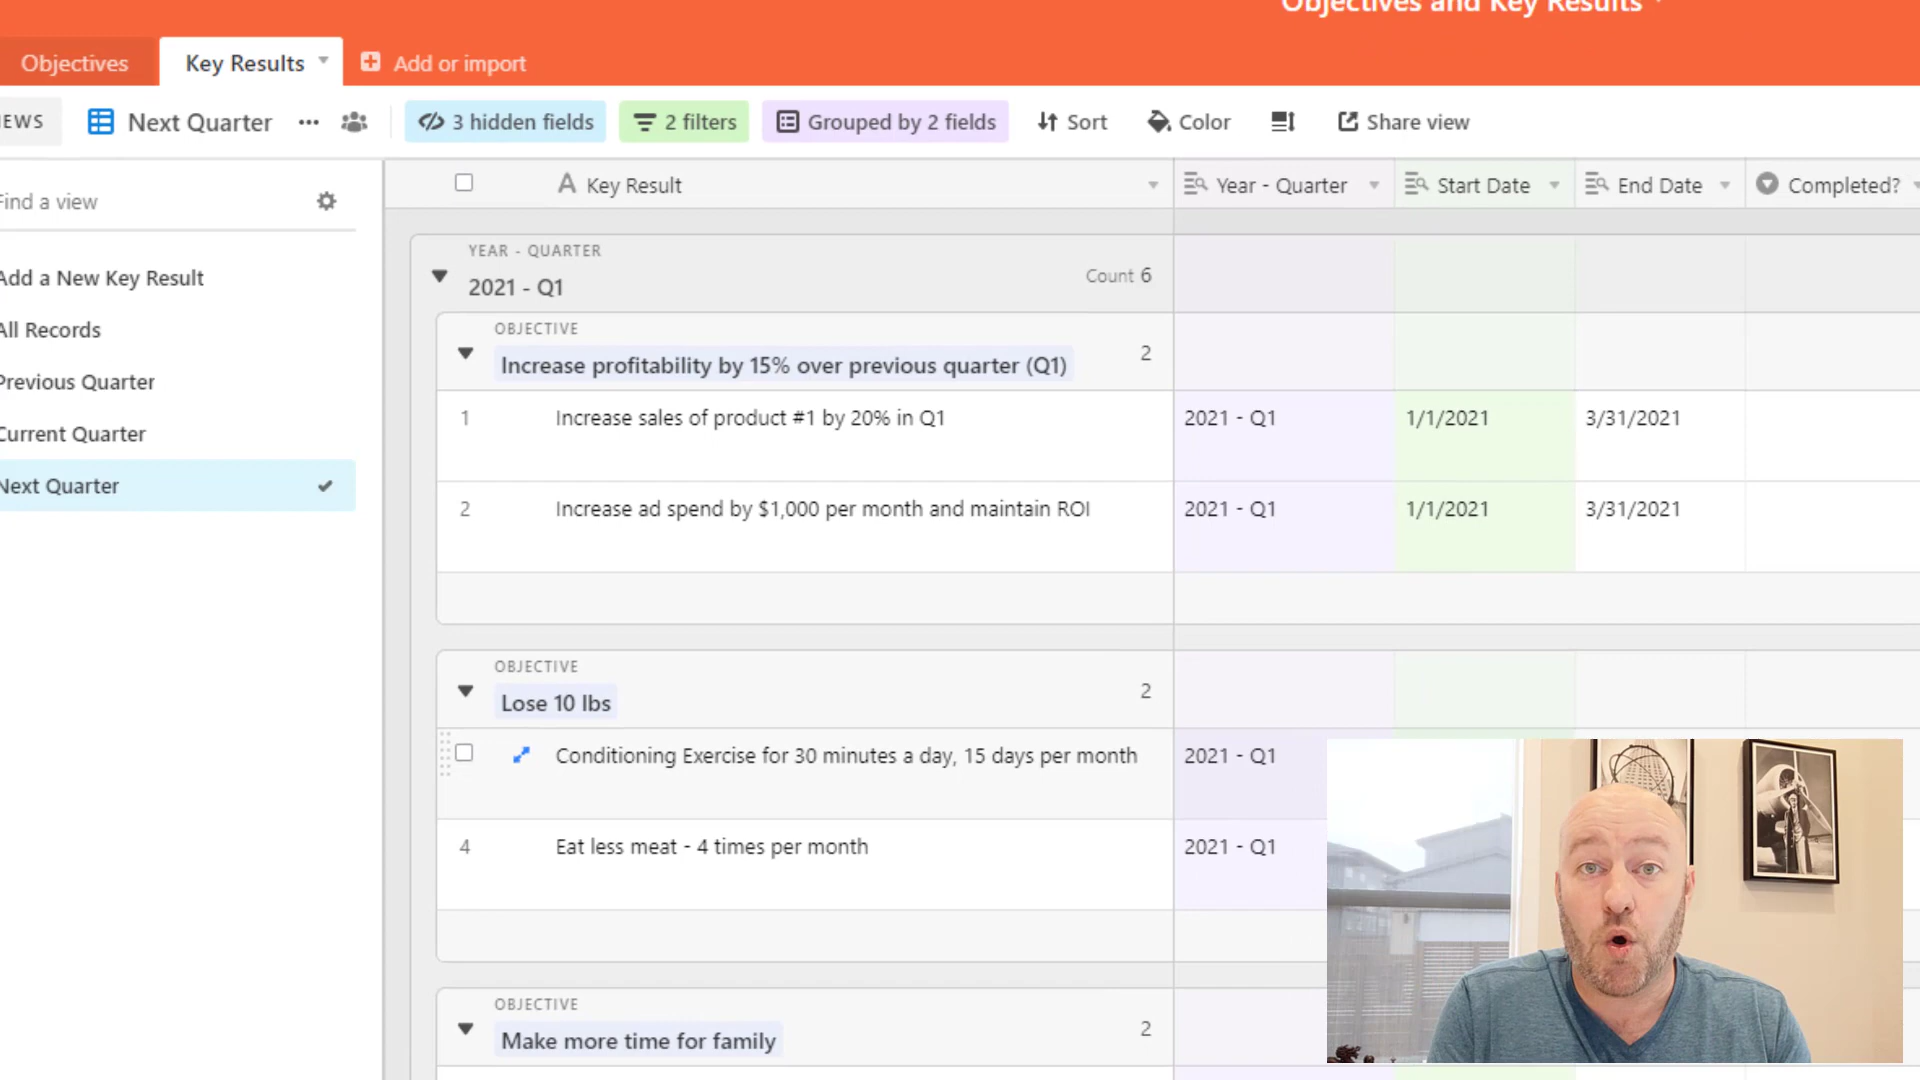 Objectives and Key Results
Objectives
Key Results
Add or import
EWS
Next Quarter
3 hidden fields
2 filters
Grouped by 2 fields
Sort
Color
Share view
Find a view
Add a New Key Result
All Records
Previous Quarter
Current Quarter
Next Quarter
Key Result
Year - Quarter
Start Date
End Date
Completed?
YEAR - QUARTER
2021 - Q1
Count 6
OBJECTIVE
Increase profitability by 15% over previous quarter (Q1)
2
1
Increase sales of product #1 by 20% in Q1
2021 - Q1
1/1/2021
3/31/2021
2
Increase ad spend by $1,000 per month and maintain ROI
2021 - Q1
1/1/2021
3/31/2021
OBJECTIVE
Lose 10 lbs
2
Conditioning Exercise for 30 minutes a day, 15 days per month
2021 - Q1
4
Eat less meat - 4 times per month
2021 - Q1
OBJECTIVE
Make more time for family
2